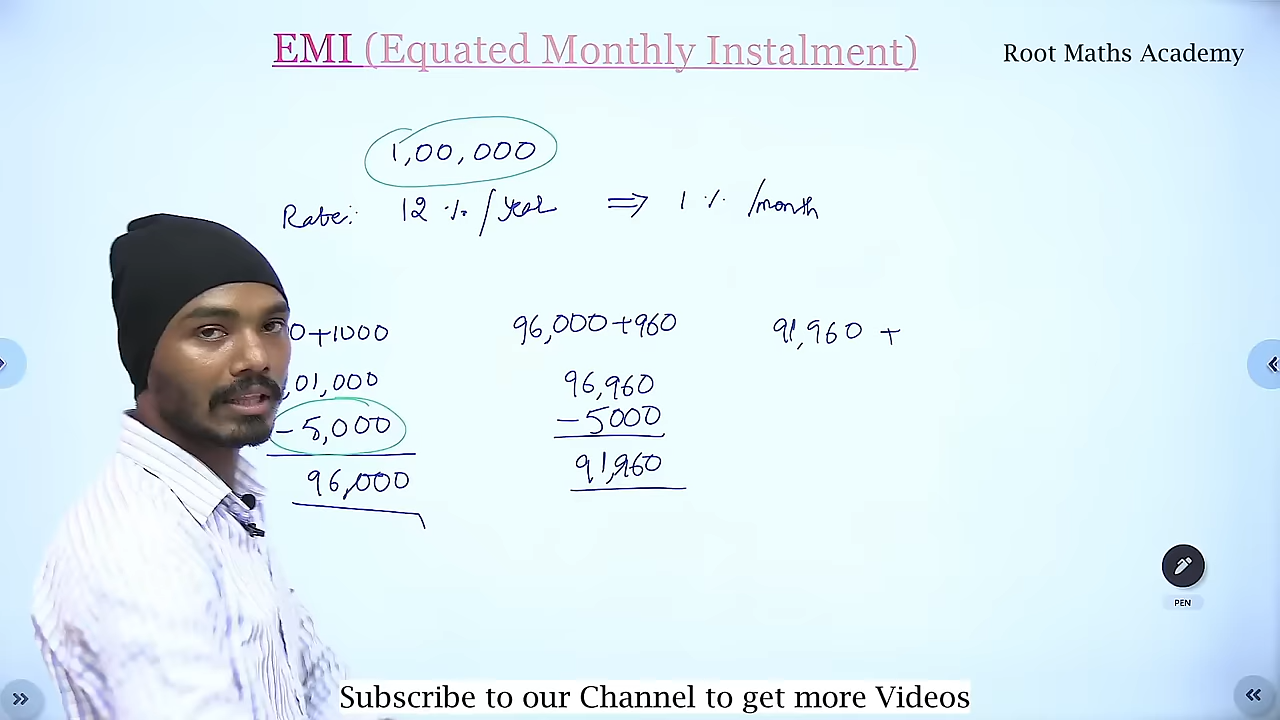 EMI (Equated Monthly Instalment)
Root Maths Academy
1,00,000
Rate: 12 % / year ⇒ 1 % /month
0+1000
,01,000
- 5,000
96,000
96,000+960
96,960
-5000
91,960
91,960 +
PEN
Subscribe to our Channel to get more Videos